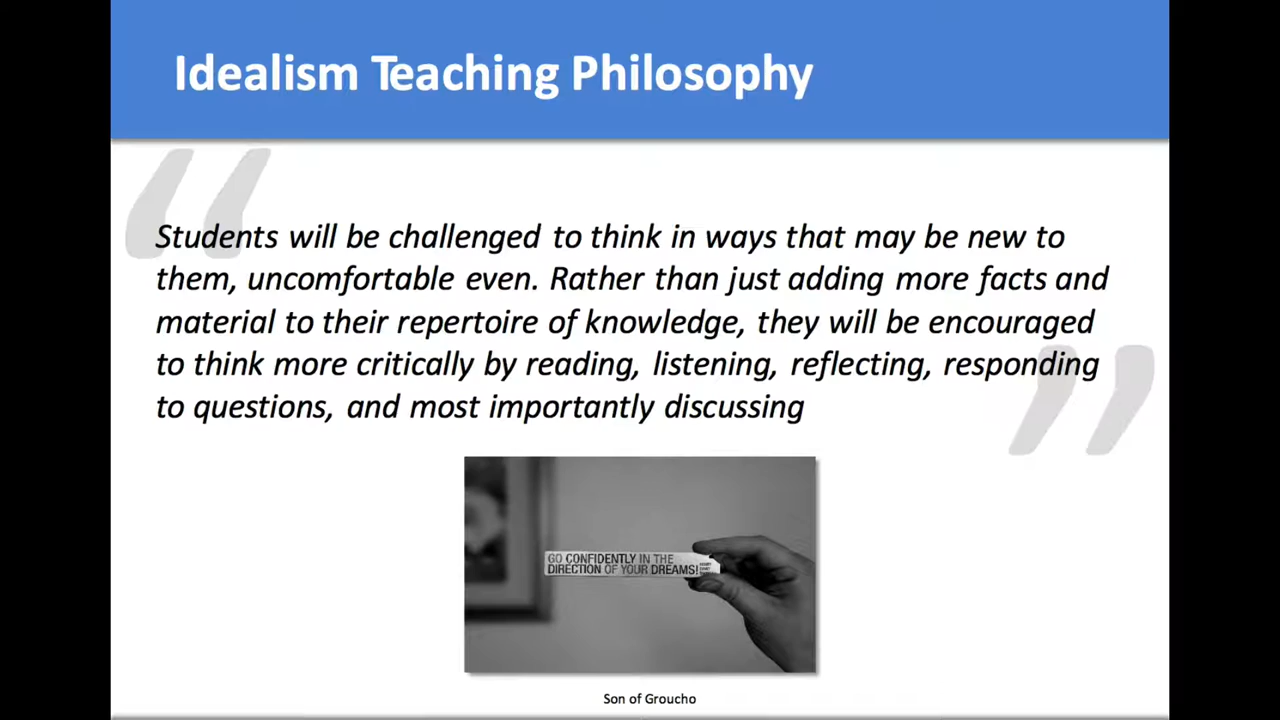 Idealism Teaching Philosophy
“
Students will be challenged to think in ways that may be new to
them, uncomfortable even. Rather than just adding more facts and
material to their repertoire of knowledge, they will be encouraged
to think more critically by reading, listening, reflecting, responding
to questions, and most importantly discussing
”
GO CONFIDENTLY IN THE
DIRECTION OF YOUR DREAMS!
Son of Groucho